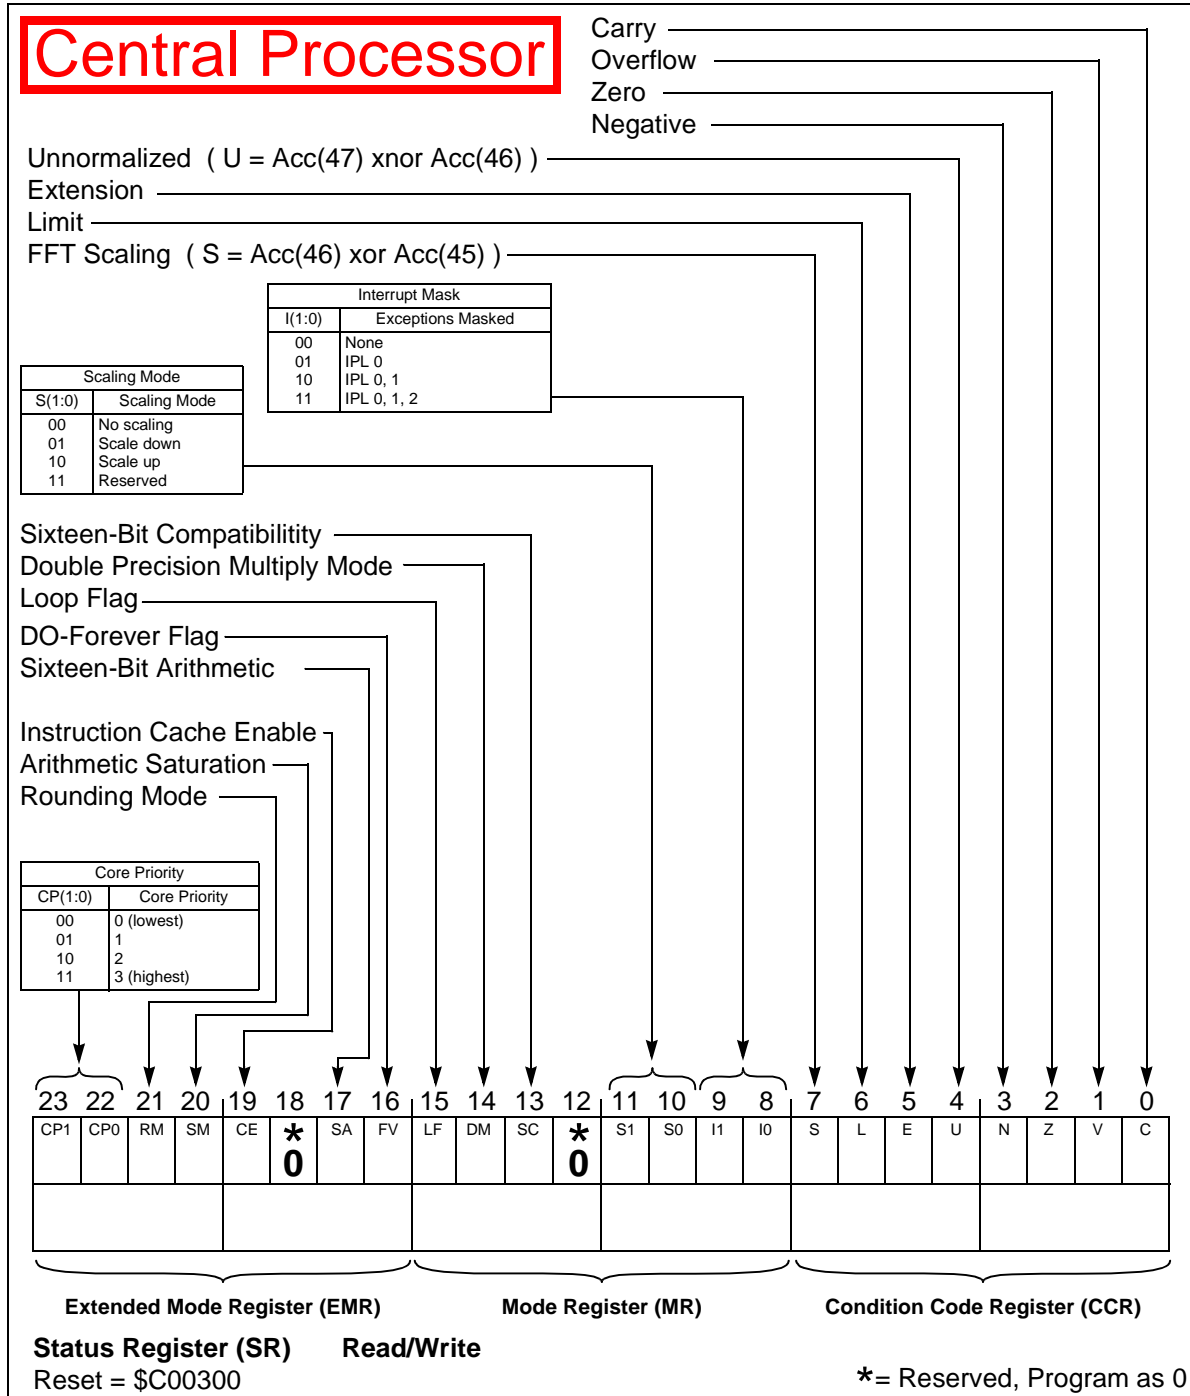 Central Processor
Carry
Overflow
Zero
Negative
Unnormalized ( U = Acc(47) xnor Acc(46) )
Extension
Limit
FFT Scaling ( S = Acc(46) xor Acc(45) )
Interrupt Mask
I(1:0) Exceptions Masked
00 None
01 IPL 0
10 IPL 0, 1
11 IPL 0, 1, 2
Scaling Mode
S(1:0) Scaling Mode
00 No scaling
01 Scale down
10 Scale up
11 Reserved
Sixteen-Bit Compatibilitity
Double Precision Multiply Mode
Loop Flag
DO-Forever Flag
Sixteen-Bit Arithmetic
Instruction Cache Enable
Arithmetic Saturation
Rounding Mode
Core Priority
CP(1:0) Core Priority
00 0 (lowest)
01 1
10 2
11 3 (highest)
23 22 21 20 19 18 17 16 15 14 13 12 11 10 9 8 7 6 5 4 3 2 1 0
CP1 CP0 RM SM CE * SA FV LF DM SC * S1 S0 I1 I0 S L E U N Z V C
0 0
Extended Mode Register (EMR) Mode Register (MR) Condition Code Register (CCR)
Status Register (SR) Read/Write
Reset = $C00300
*= Reserved, Program as 0